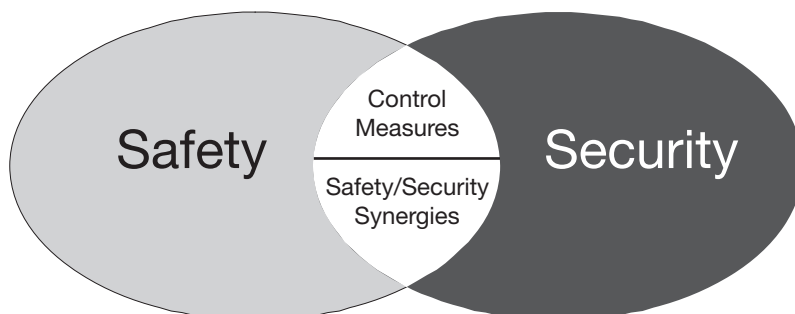 Safety
Control
Measures
Safety/Security
Synergies
Security